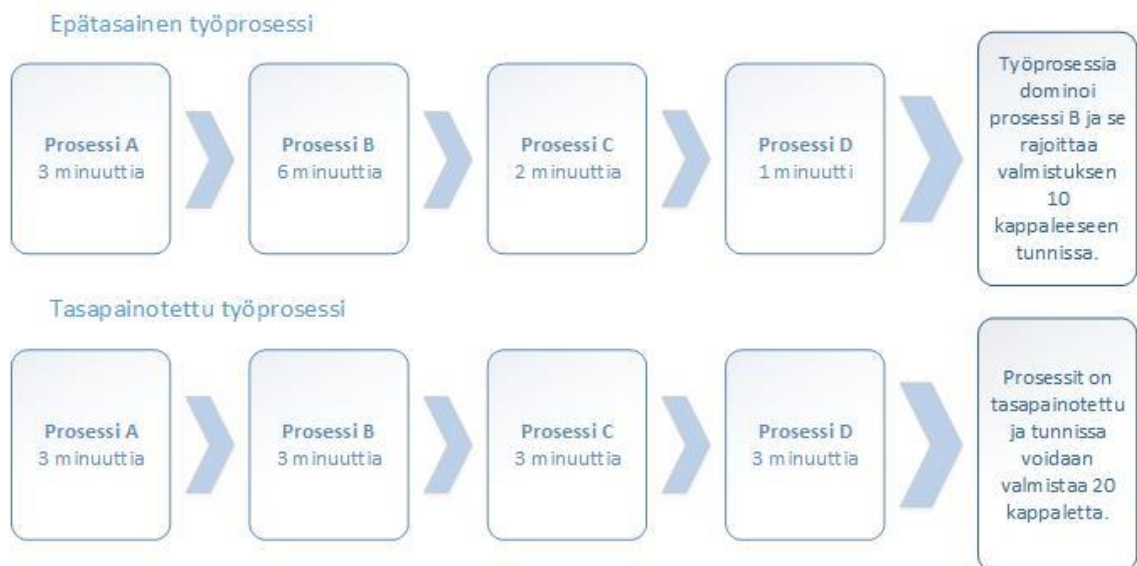 Epätasainen työprosessi
Prosessi A
3 minuuttia
Prosessi B
6 minuuttia
Prosessi C
2 minuuttia
Prosessi D
1 minuutti
Työprosessia
dominoi
prosessi B ja se
rajoittaa
valmistuksen
10
kappaleeseen
tunnissa.
Tasapainotettu työprosessi
Prosessi A
3 minuuttia
Prosessi B
3 minuuttia
Prosessi C
3 minuuttia
Prosessi D
3 minuuttia
Prosessit on
tasapainotettu
ja tunnissa
voidaan
valmistaa 20
kappaletta.